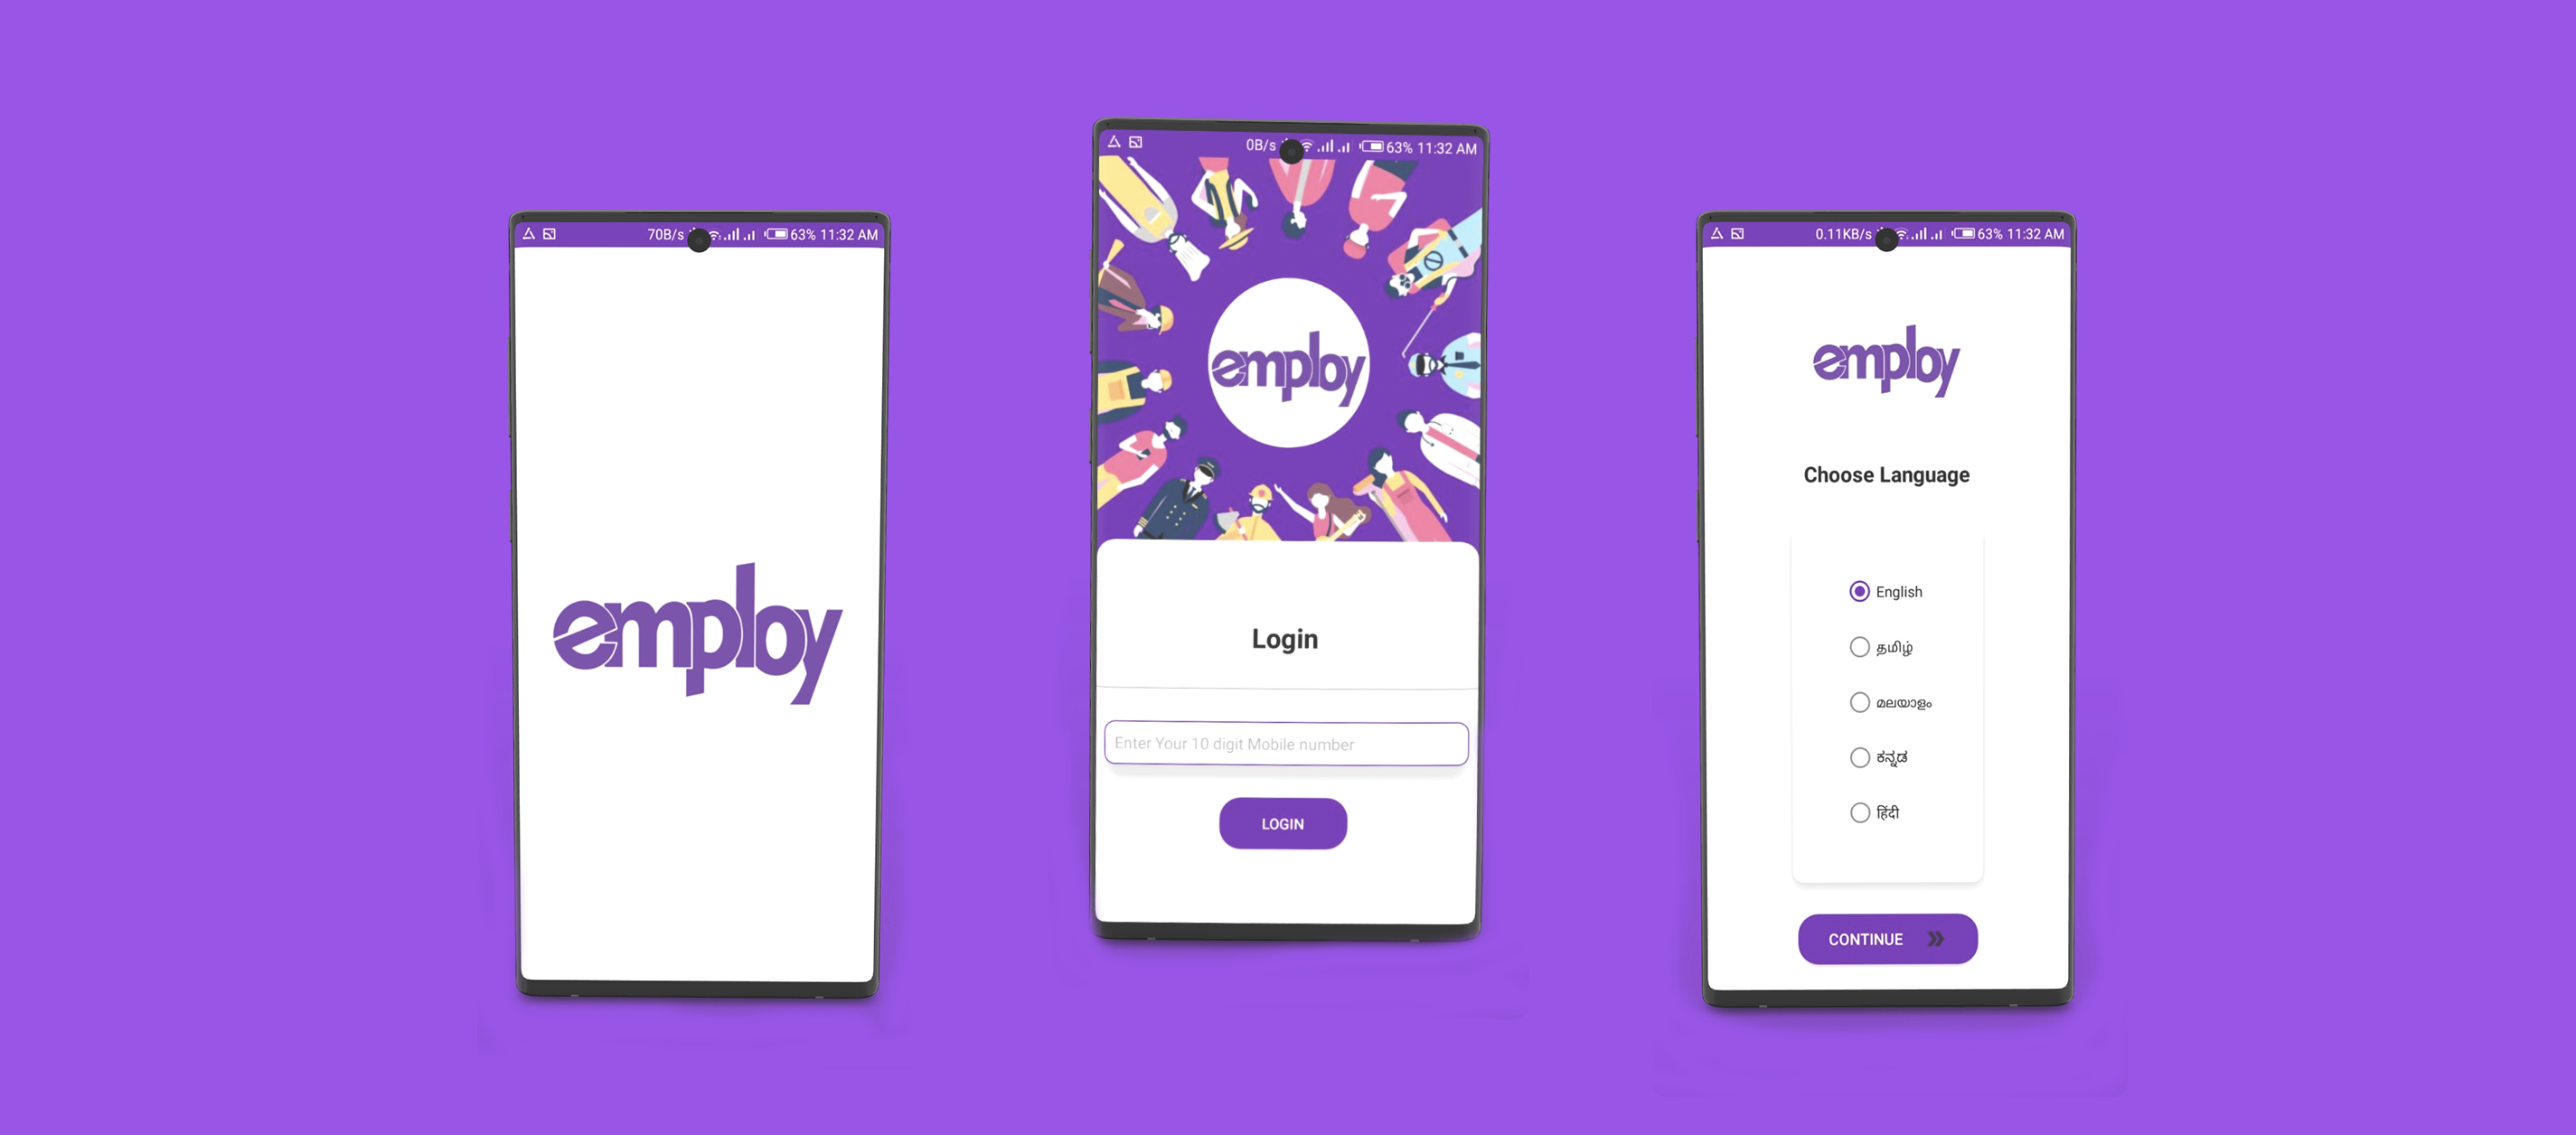 70B/s 63% 11:32 AM
employ
0B/s 63% 11:32 AM
employ
Login
Enter Your 10 digit Mobile number
LOGIN
0.11KB/s 63% 11:32 AM
employ
Choose Language
English
தமிழ்
മലയാളം
ಕನ್ನಡ
हिंदी
CONTINUE